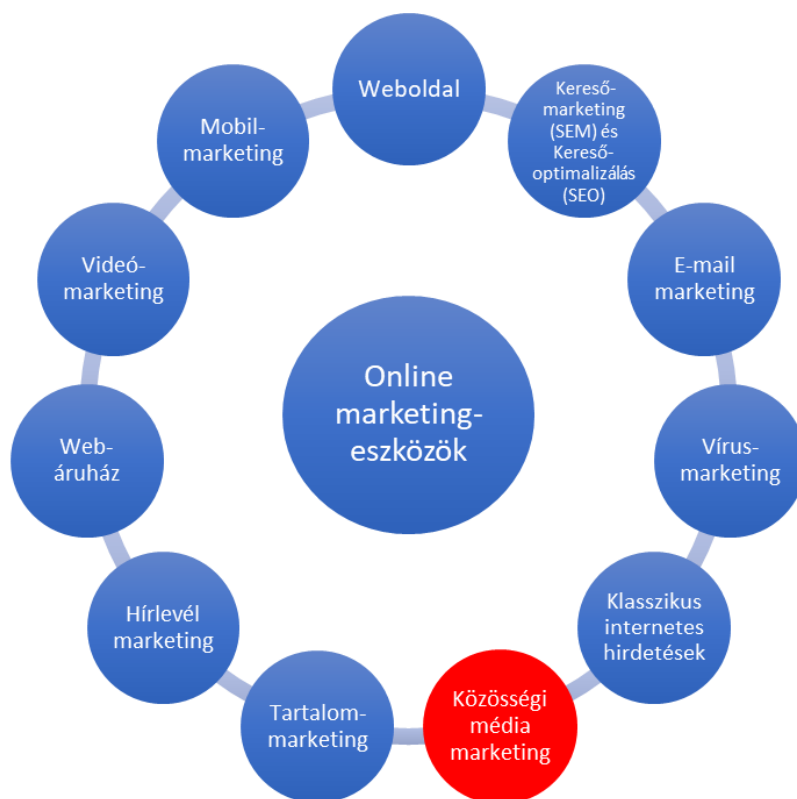 Weboldal
Kereső-
marketing
(SEM) és
Kereső-
optimalizálás
(SEO)
E-mail
marketing
Vírus-
marketing
Klasszikus
internetes
hirdetések
Közösségi
média
marketing
Tartalom-
marketing
Hírlevél
marketing
Web-
áruház
Videó-
marketing
Mobil-
marketing
Online
marketing-
eszközök